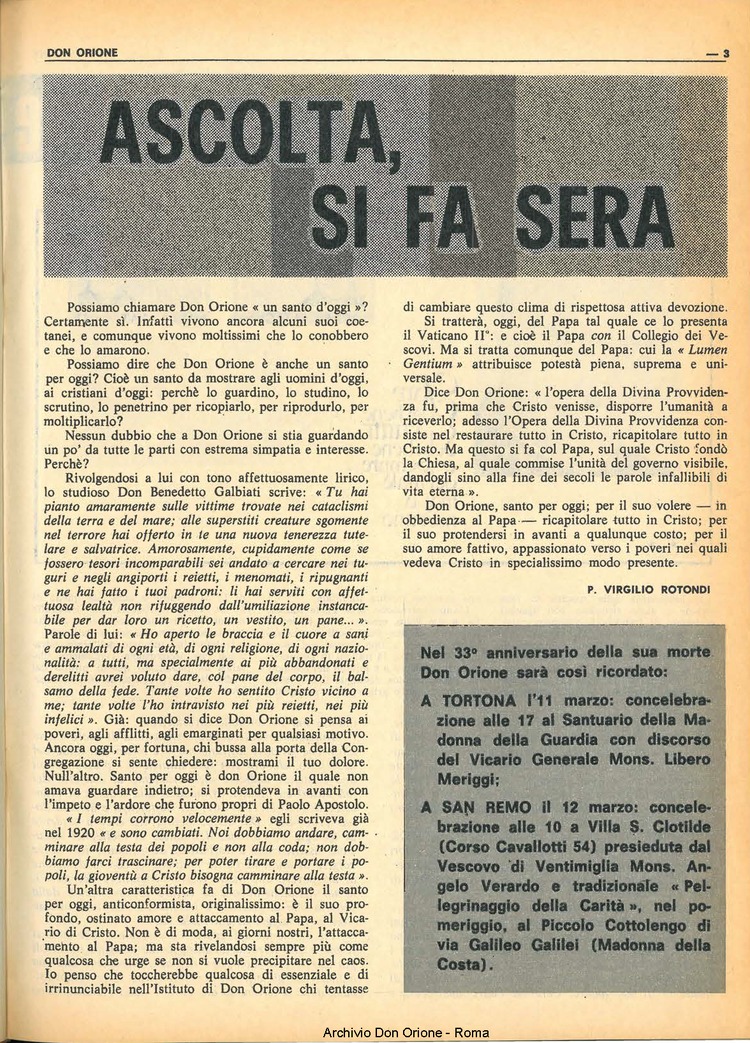 DON ORIONE
— 3
ASCOLTA,
SI FA SERA
Possiamo chiamare Don Orione « un santo d'oggi »?
Certamente sì. Infatti vivono ancora alcuni suoi coe-
tanei, e comunque vivono moltissimi che lo conobbero
e che lo amarono.
Possiamo dire che Don Orione è anche un santo
per oggi? Cioè un santo da mostrare agli uomini d'oggi,
ai cristiani d'oggi: perchè lo guardino, lo studino, lo
scrutino, lo penetrino per ricopiarlo, per riprodurlo, per
moltiplicarlo?
Nessun dubbio che a Don Orione si stia guardando
un po' da tutte le parti con estrema simpatia e interesse.
Perchè?
Rivolgendosi a lui con tono affettuosamente lirico,
lo studioso Don Benedetto Galbiati scrive: « Tu hai
pianto amaramente sulle vittime trovate nei cataclismi
della terra e del mare; alle superstiti creature sgomente
nel terrore hai offerto in te una nuova tenerezza tute-
lare e salvatrice. Amorosamente, cupidamente come se
fossero tesori incomparabili sei andato a cercare nei tu-
guri e negli angiporti i reietti, i menomati, i ripugnanti
e ne hai fatto i tuoi padroni: li hai serviti con affet-
tuosa lealtà non rifuggendo dall'umiliazione instanca-
bile per dar loro un ricetto, un vestito, un pane... ».
Parole di lui: « Ho aperto le braccia e il cuore a sani
e ammalati di ogni età, di ogni religione, di ogni nazio-
nalità: a tutti, ma specialmente ai più abbandonati e
derelitti avrei voluto dare, col pane del corpo, il bal-
samo della fede. Tante volte ho sentito Cristo vicino a
me; tante volte l'ho intravisto nei più reietti, nei più
infelici ». Già: quando si dice Don Orione si pensa ai
poveri, agli afflitti, agli emarginati per qualsiasi motivo.
Ancora oggi, per fortuna, chi bussa alla porta della Con-
gregazione si sente chiedere: mostrami il tuo dolore.
Null'altro. Santo per oggi è don Orione il quale non
amava guardare indietro; si protendeva in avanti con
l'impeto e l'ardore che furono propri di Paolo Apostolo.
« I tempi corrono velocemente » egli scriveva già
nel 1920 « e sono cambiati. Noi dobbiamo andare, cam-
minare alla testa dei popoli e non alla coda; non dob-
biamo farci trascinare; per poter tirare e portare i po-
poli, la gioventù a Cristo bisogna camminare alla testa ».
Un'altra caratteristica fa di Don Orione il santo
per oggi, anticonformista, originalissimo: è il suo pro-
fondo, ostinato amore e attaccamento al Papa, al Vica-
rio di Cristo. Non è di moda, ai giorni nostri, l'attacca-
mento al Papa; ma sta rivelandosi sempre più come
qualcosa che urge se non si vuole precipitare nel caos.
Io penso che toccherebbe qualcosa di essenziale e di
irrinunciabile nell'Istituto di Don Orione chi tentasse
di cambiare questo clima di rispettosa attiva devozione.
Si tratterà, oggi, del Papa tal quale ce lo presenta
il Vaticano II°: e cioè il Papa con il Collegio dei Ve-
scovi. Ma si tratta comunque del Papa: cui la « Lumen
Gentium » attribuisce potestà piena, suprema e uni-
versale.
Dice Don Orione: « l'opera della Divina Provviden-
za fu, prima che Cristo venisse, disporre l'umanità a
riceverlo; adesso l'Opera della Divina Provvidenza con-
siste nel restaurare tutto in Cristo, ricapitolare tutto in
Cristo. Ma questo si fa col Papa, sul quale Cristo fondò
la Chiesa, al quale commise l'unità del governo visibile,
dandogli sino alla fine dei secoli le parole infallibili di
vita eterna ».
Don Orione, santo per oggi; per il suo volere — in
obbedienza al Papa — ricapitolare tutto in Cristo; per
il suo protendersi in avanti a qualunque costo; per il
suo amore fattivo, appassionato verso i poveri nei quali
vedeva Cristo in specialissimo modo presente.
P. VIRGILIO ROTONDI
Nel 33° anniversario della sua morte
Don Orione sarà così ricordato:
A TORTONA l'11 marzo: concelebra-
zione alle 17 al Santuario della Ma-
donna della Guardia con discorso
del Vicario Generale Mons. Libero
Meriggi;
A SAN REMO il 12 marzo: concele-
brazione alle 10 a Villa S. Clotilde
(Corso Cavallotti 54) presieduta dal
Vescovo di Ventimiglia Mons. An-
gelo Verardo e tradizionale « Pel-
legrinaggio della Carità », nel po-
meriggio, al Piccolo Cottolengo di
via Galileo Galilei (Madonna della
Costa).
Archivio Don Orione - Roma